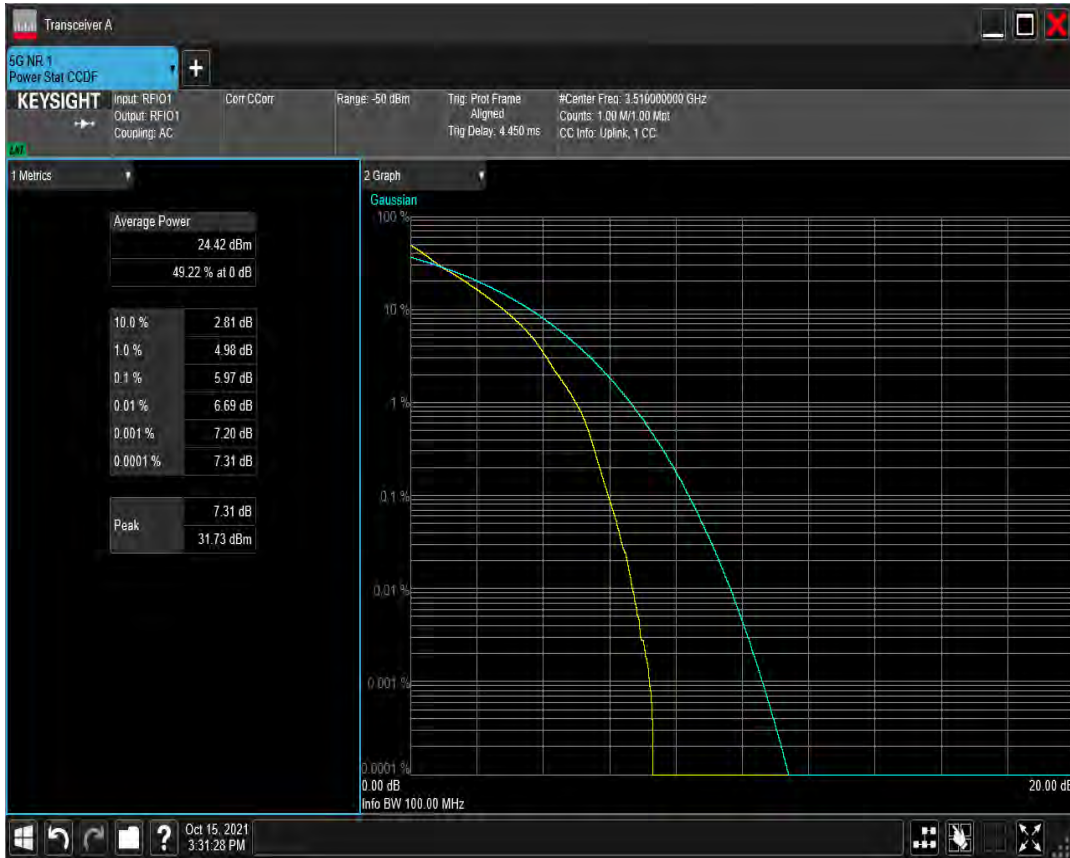 Transceiver A
5G NR 1
Power Stat CCDF
+
KEYSIGHT
Input: RFIO1
Output: RFIO1
Coupling: AC
Corr CCorr
Range: -50 dBm
Trig: Prot Frame
Aligned
Trig Delay: 4.450 ms
#Center Freq: 3.510000000 GHz
Counts: 1.00 M/1.00 Mpt
CC Info: Uplink, 1 CC
LNI
1 Metrics
Average Power
24.42 dBm
49.22 % at 0 dB
10.0 % 2.81 dB
1.0 % 4.98 dB
0.1 % 5.97 dB
0.01 % 6.69 dB
0.001 % 7.20 dB
0.0001 % 7.31 dB
Peak
7.31 dB
31.73 dBm
2 Graph
Gaussian
100 %
10 %
1 %
0.1 %
0.01 %
0.001 %
0.0001 %
0.00 dB
20.00 dB
Info BW 100.00 MHz
?
Oct 15, 2021
3:31:28 PM